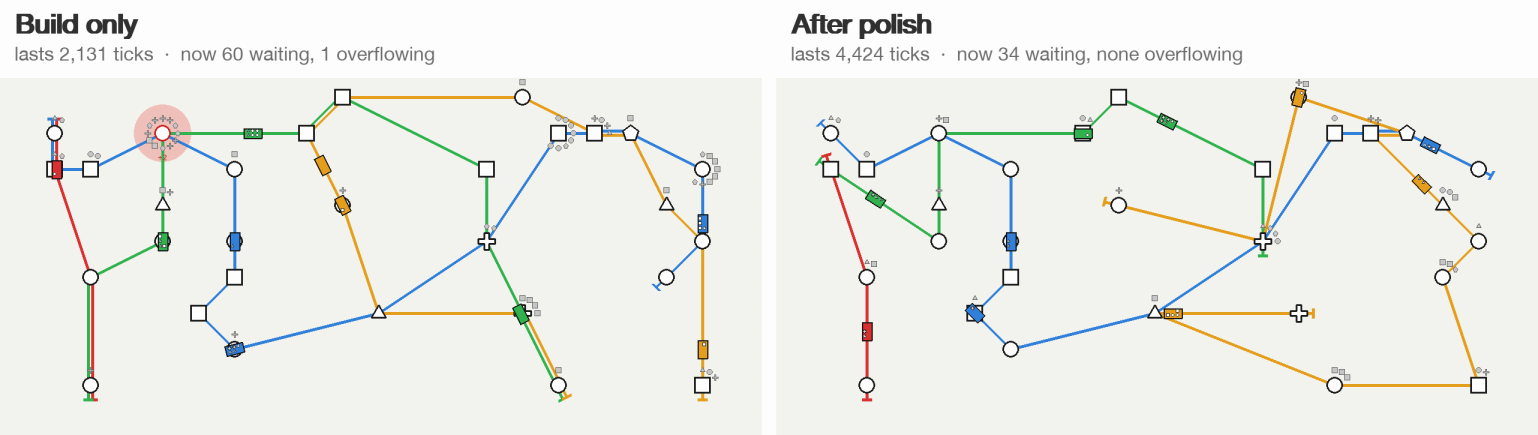 Build only
lasts 2,131 ticks · now 60 waiting, 1 overflowing
After polish
lasts 4,424 ticks · now 34 waiting, none overflowing